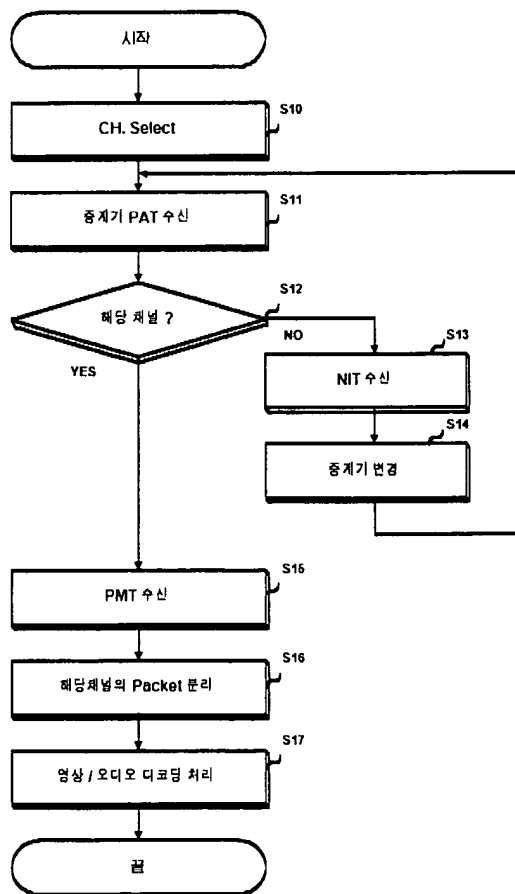 시작
S10
CH. Select
S11
중계기 PAT 수신
S12
해당 채널 ?
NO
YES
S13
NIT 수신
S14
중계기 변경
S15
PMT 수신
S16
해당채널의 Packet 분리
S17
영상 / 오디오 디코딩 처리
끝